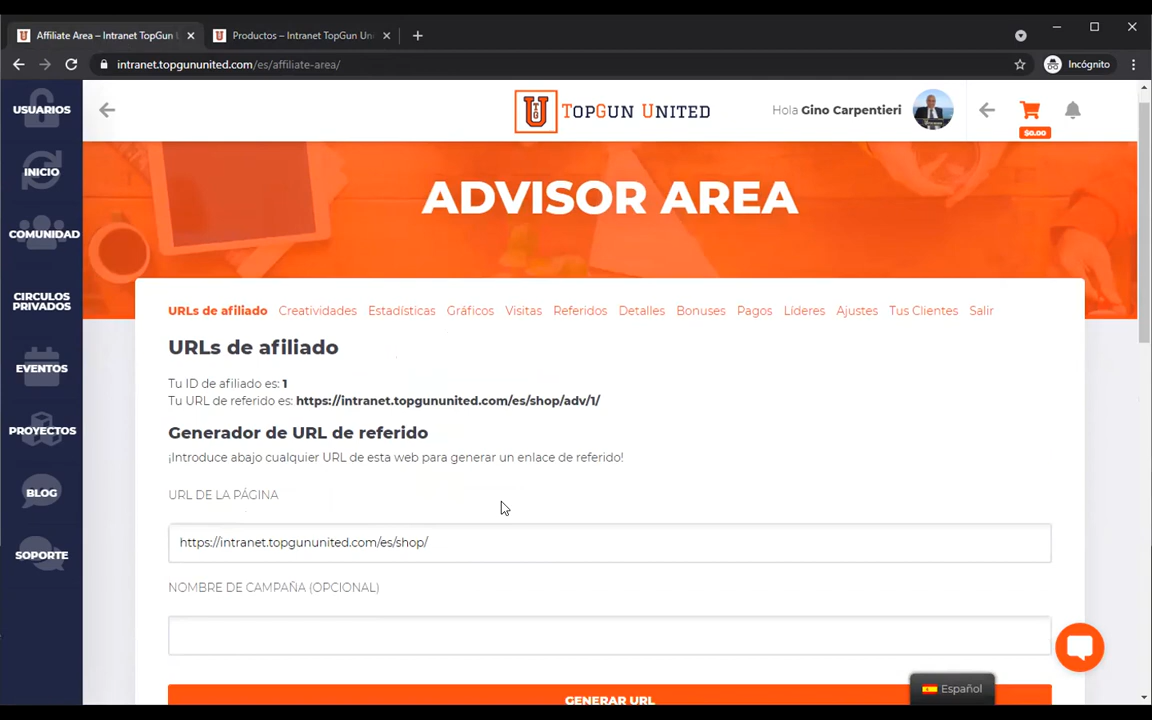 Affiliate Area – Intranet TopGun U
Productos – Intranet TopGun Un
intranet.topgununited.com/es/affiliate-area/
Incógnito
USUARIOS
INICIO
COMUNIDAD
CIRCULOS
PRIVADOS
EVENTOS
PROYECTOS
BLOG
SOPORTE
TOPGUN UNITED
Hola Gino Carpentieri
$0.00
ADVISOR AREA
URLs de afiliado Creatividades Estadísticas Gráficos Visitas Referidos Detalles Bonuses Pagos Líderes Ajustes Tus Clientes Salir
URLs de afiliado
Tu ID de afiliado es: 1
Tu URL de referido es: https://intranet.topgununited.com/es/shop/adv/1/
Generador de URL de referido
¡Introduce abajo cualquier URL de esta web para generar un enlace de referido!
URL DE LA PÁGINA
https://intranet.topgununited.com/es/shop/
NOMBRE DE CAMPAÑA (OPCIONAL)
GENERAR URL
Español